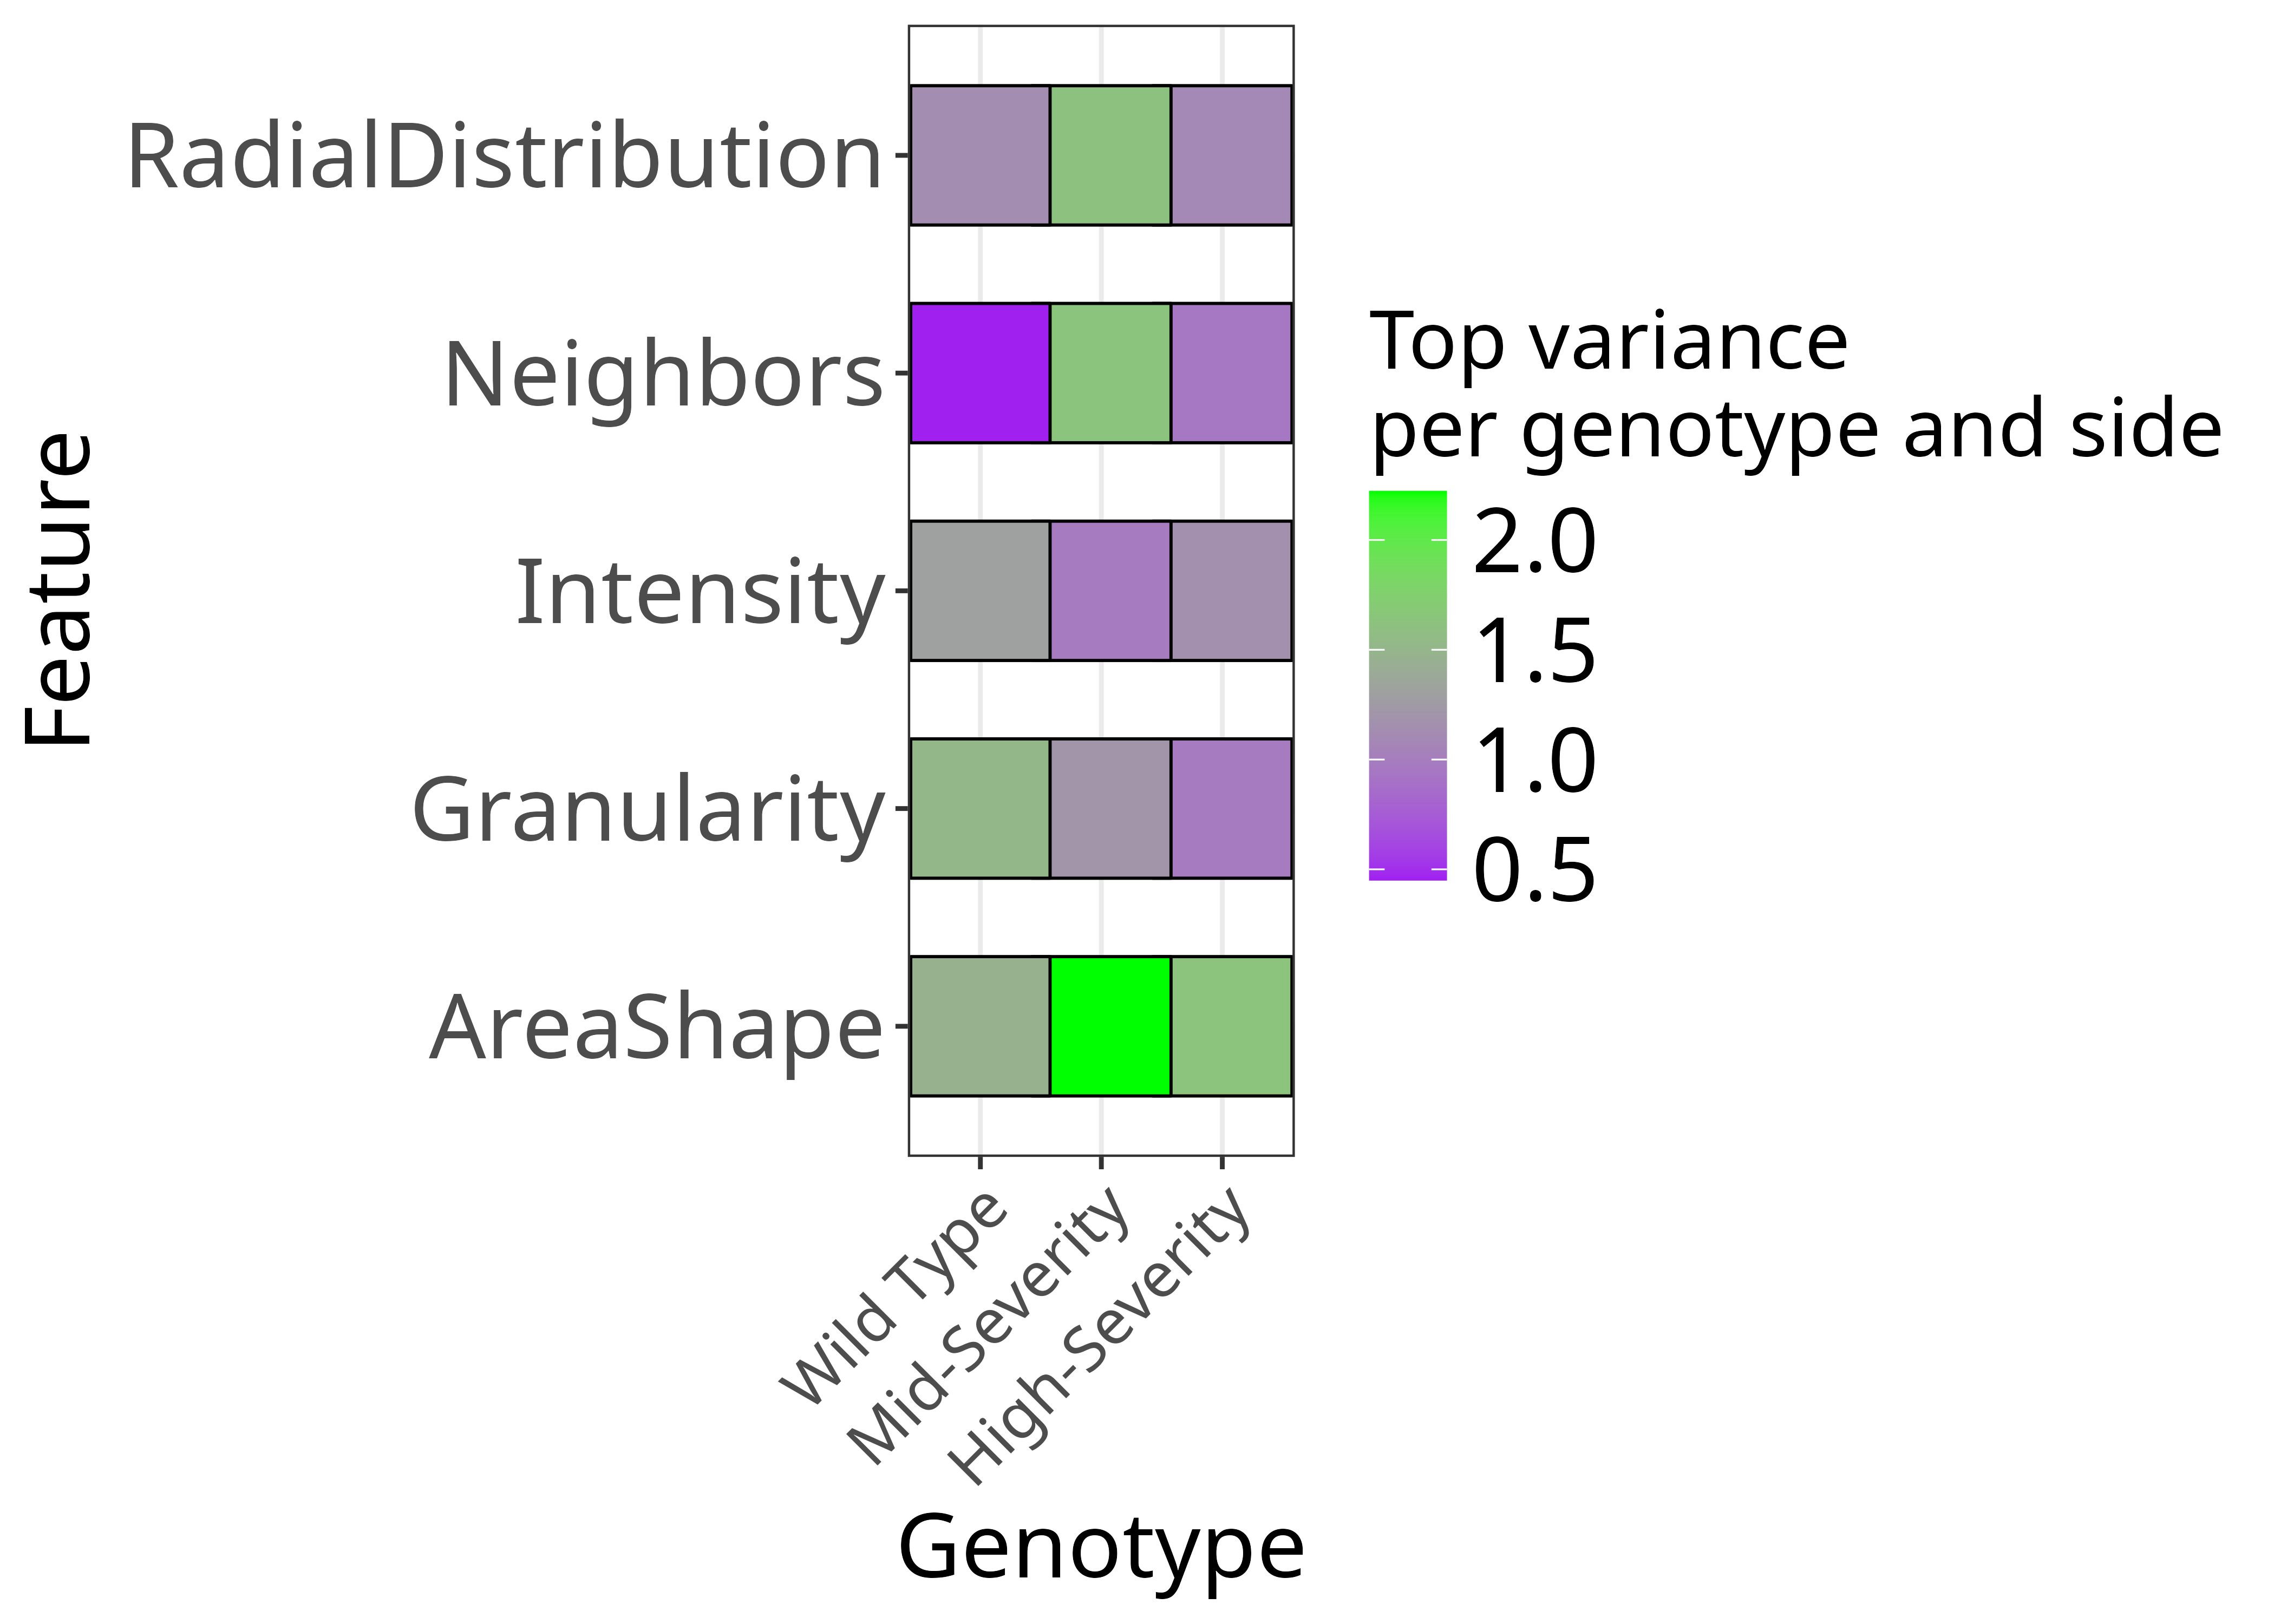 RadialDistribution
Neighbors
Intensity
Granularity
AreaShape
Feature
Wild Type
Mid-Severity
High-Severity
Genotype
Top variance
per genotype and side
2.0
1.5
1.0
0.5